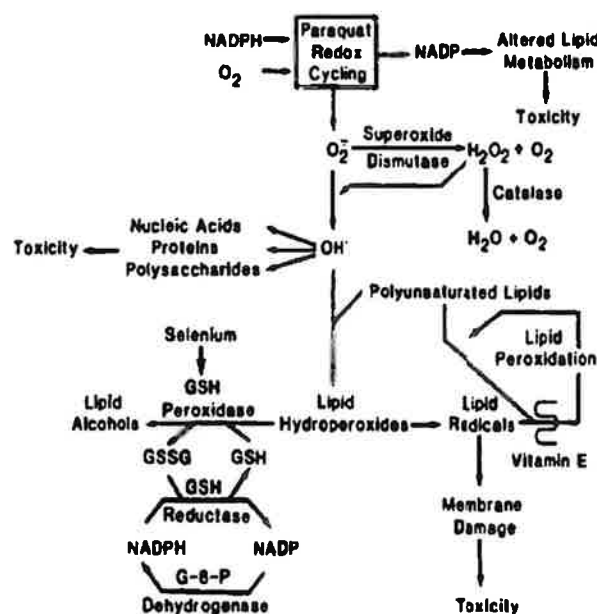 NADPH
O2
Paraquat
Redox
Cycling
NADP
Altered Lipid
Metabolism
Toxicity
O2-
Superoxide
Dismutase
H2O2 + O2
Catalase
H2O + O2
Nucleic Acids
Proteins
Polysaccharides
Toxicity
OH·
Polyunsaturated Lipids
Lipid
Peroxidation
Selenium
GSH
Peroxidase
Lipid
Alcohols
Lipid
Hydroperoxides
Lipid
Radicals
Vitamin E
GSSG
GSH
GSH
Reductase
NADPH
NADP
G-6-P
Dehydrogenase
Membrane
Damage
Toxicity